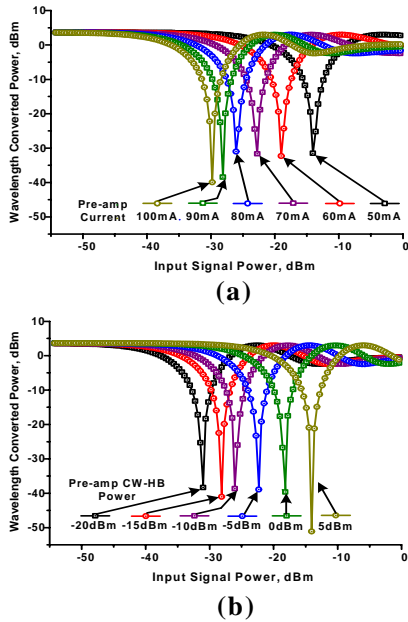 10
0
-10
-20
-30
-40
-50
Wavelength Converted Power, dBm
Pre-amp
Current
100mA. 90mA 80mA 70mA 60mA 50mA
-50 -40 -30 -20 -10 0
Input Signal Power, dBm
(a)
10
0
-10
-20
-30
-40
-50
Wavelength Converted Power, dBm
Pre-amp CW-HB
Power
-20dBm -15dBm -10dBm -5dBm 0dBm 5dBm
-50 -40 -30 -20 -10 0
Input Signal Power, dBm
(b)